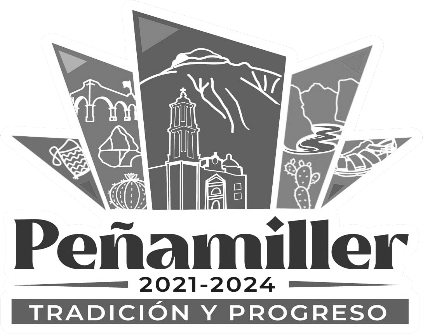 Peñamiller
2021-2024
TRADICIÓN Y PROGRESO